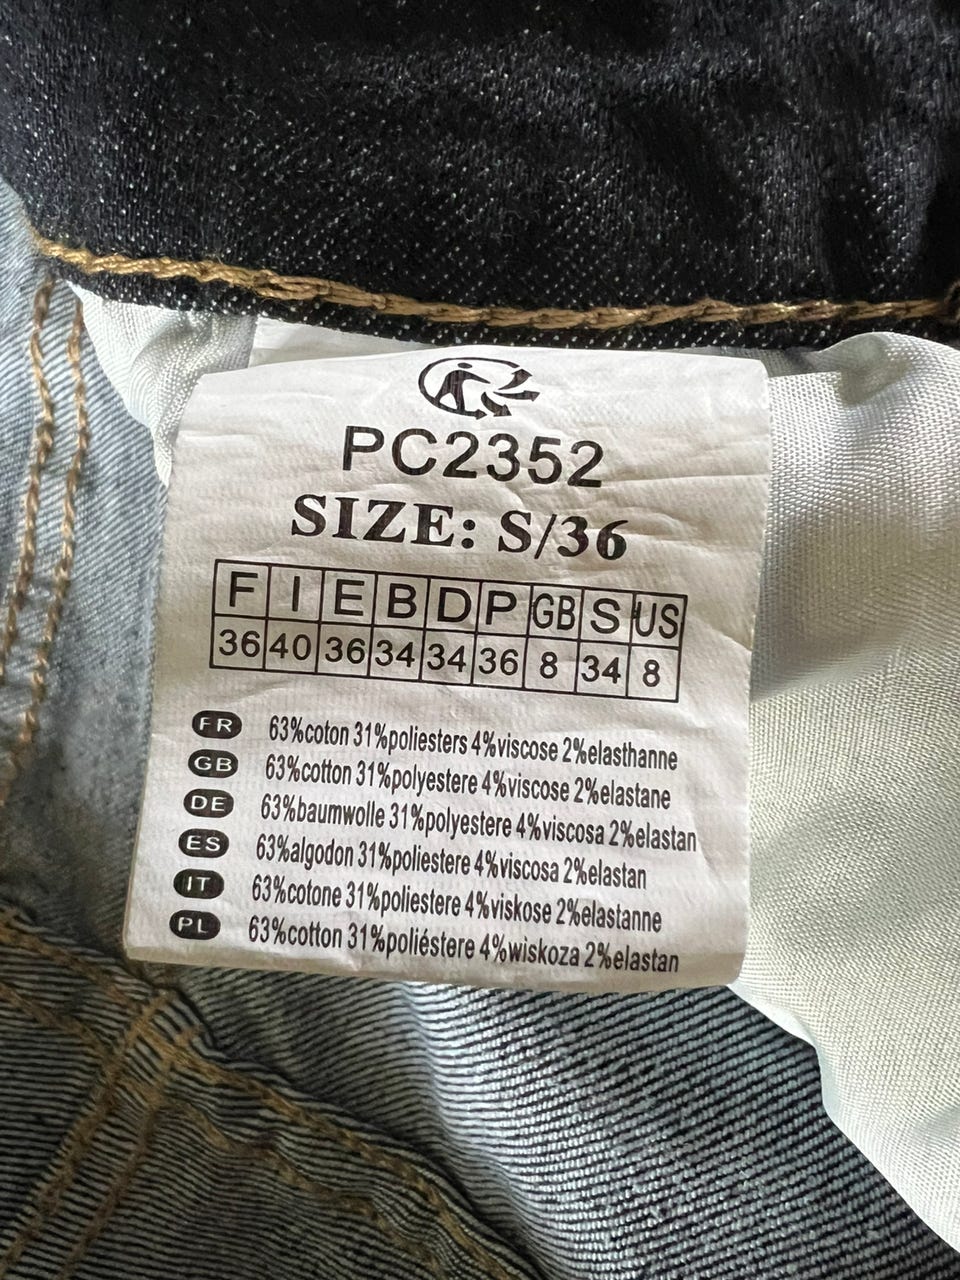 PC2352
SIZE: S/36
F I E B D P GB S US
36 40 36 34 34 36 8 34 8
FR 63%coton 31%poliesters 4%viscose 2%elasthanne
GB 63%cotton 31%polyestere 4%viscose 2%elastane
DE 63%baumwolle 31%polyestere 4%viscosa 2%elastan
ES 63%algodon 31%poliestere 4%viscosa 2%elastan
IT 63%cotone 31%poliestere 4%viskose 2%elastanne
PL 63%cotton 31%poliéstere 4%wiskoza 2%elastan